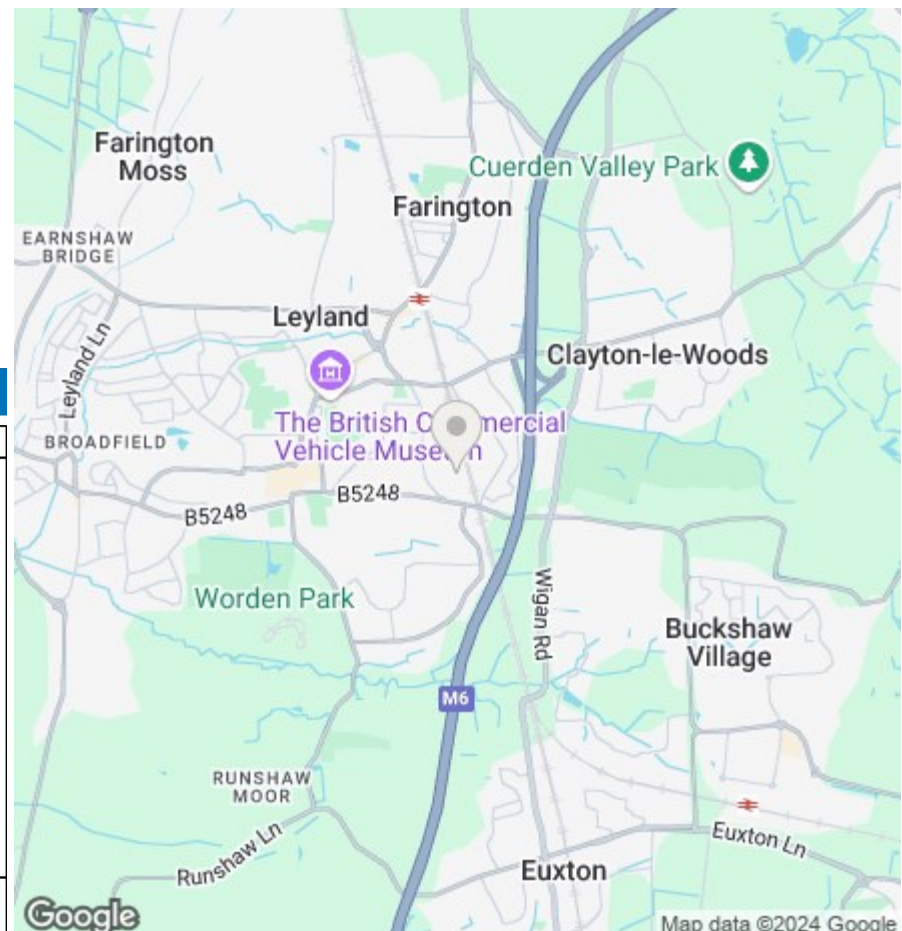 Farington
Moss
Cuerden Valley Park
Farington
EARNSHAW
BRIDGE
Leyland
Leyland Ln
Clayton-le-Woods
The British Commercial
Vehicle Museum
BROADFIELD
B5248
B5248
Wigan Rd
Worden Park
Buckshaw
Village
M6
RUNSHAW
MOOR
Runshaw Ln
Euxton Ln
Euxton
Google
Map data ©2024 Google